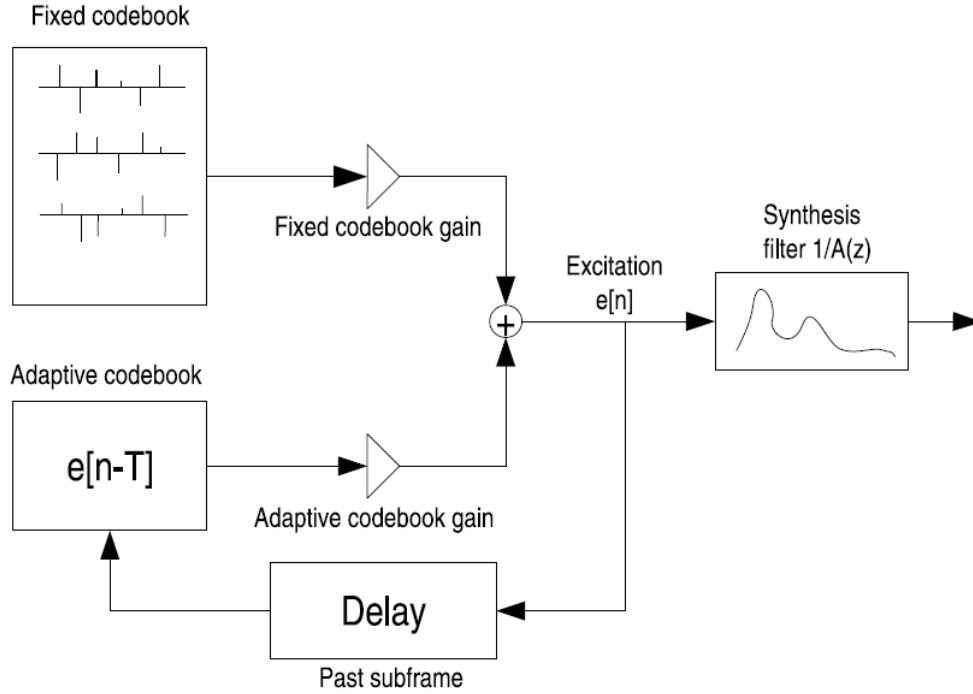 Fixed codebook
Fixed codebook gain
Synthesis
filter 1/A(z)
Excitation
e[n]
+
Adaptive codebook
e[n-T]
Adaptive codebook gain
Delay
Past subframe